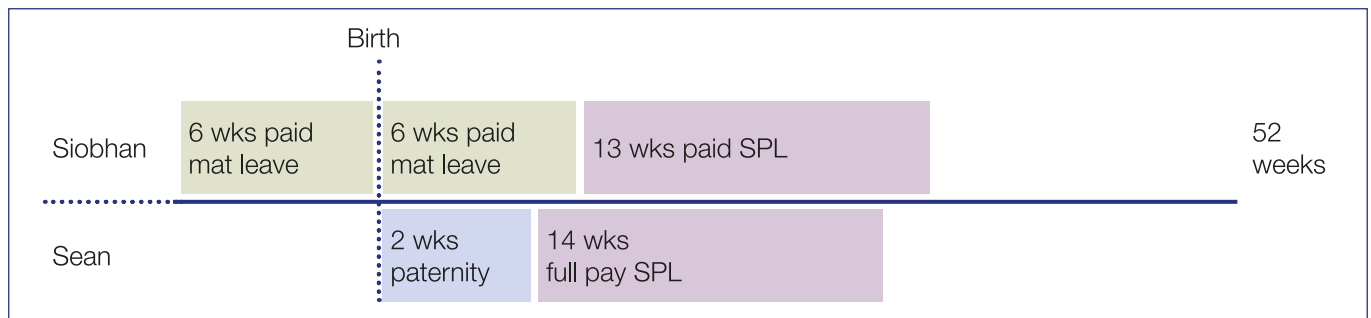 Birth
Siobhan
6 wks paid
mat leave
6 wks paid
mat leave
13 wks paid SPL
52
weeks
Sean
2 wks
paternity
14 wks
full pay SPL